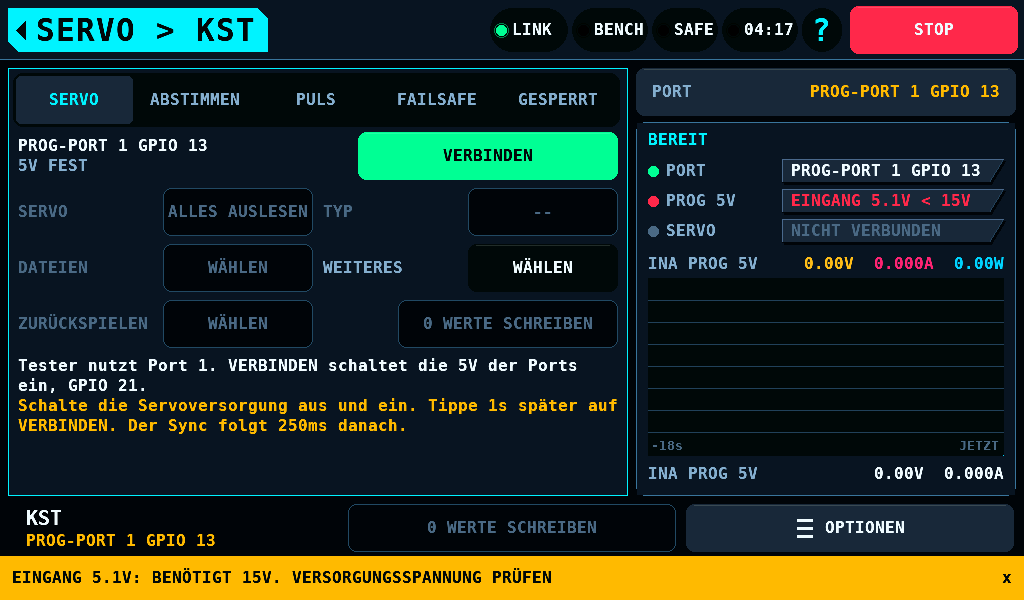 SERVO > KST
LINK
BENCH
SAFE
04:17
?
STOP
SERVO
ABSTIMMEN
PULS
FAILSAFE
GESPERRT
PROG-PORT 1 GPIO 13
5V FEST
VERBINDEN
SERVO
ALLES AUSLESEN
TYP
--
DATEIEN
WÄHLEN
WEITERES
WÄHLEN
ZURÜCKSPIELEN
WÄHLEN
0 WERTE SCHREIBEN
Tester nutzt Port 1. VERBINDEN schaltet die 5V der Ports
ein, GPIO 21.
Schalte die Servoversorgung aus und ein. Tippe 1s später auf
VERBINDEN. Der Sync folgt 250ms danach.
PORT
PROG-PORT 1 GPIO 13
BEREIT
PORT
PROG-PORT 1 GPIO 13
PROG 5V
EINGANG 5.1V < 15V
SERVO
NICHT VERBUNDEN
INA PROG 5V
0.00V
0.000A
0.00W
-18s
JETZT
INA PROG 5V
0.00V
0.000A
KST
PROG-PORT 1 GPIO 13
0 WERTE SCHREIBEN
OPTIONEN
EINGANG 5.1V: BENÖTIGT 15V. VERSORGUNGSSPANNUNG PRÜFEN
x